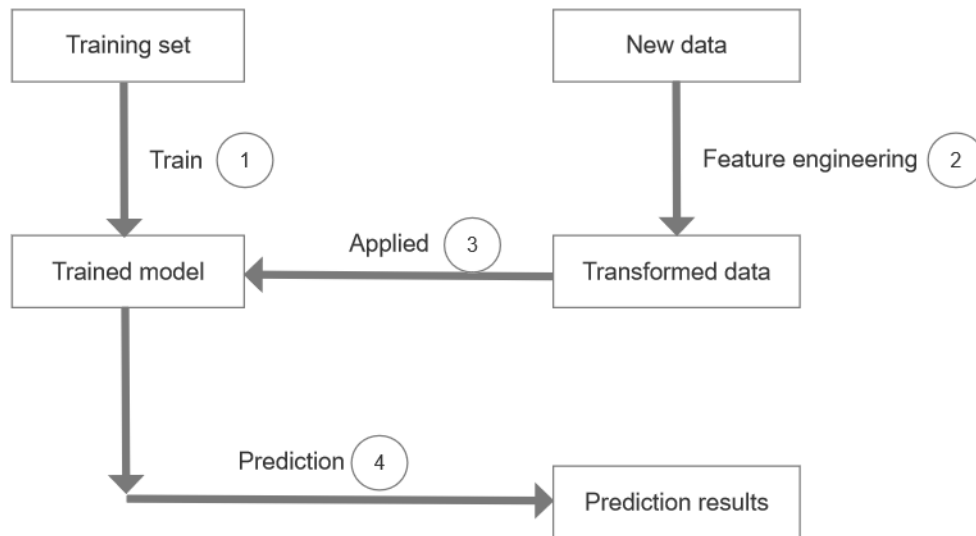 Training set
New data
Train 1
Feature engineering 2
Applied 3
Trained model
Transformed data
Prediction 4
Prediction results